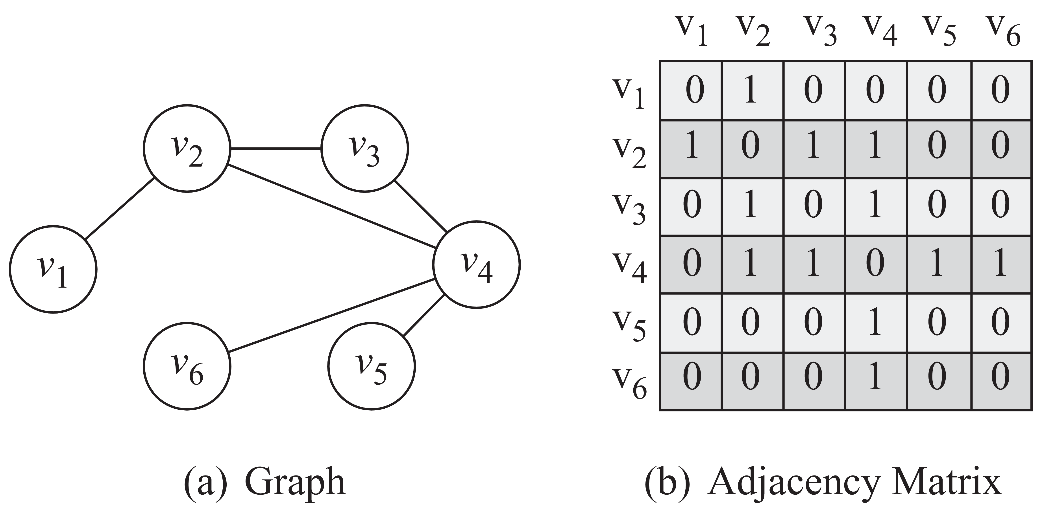 v1 v2 v3 v4 v5 v6
v1 0 1 0 0 0 0
v2 1 0 1 1 0 0
v3 0 1 0 1 0 0
v4 0 1 1 0 1 1
v5 0 0 0 1 0 0
v6 0 0 0 1 0 0
v2 v3
v1 v4
v6 v5
(a) Graph
(b) Adjacency Matrix